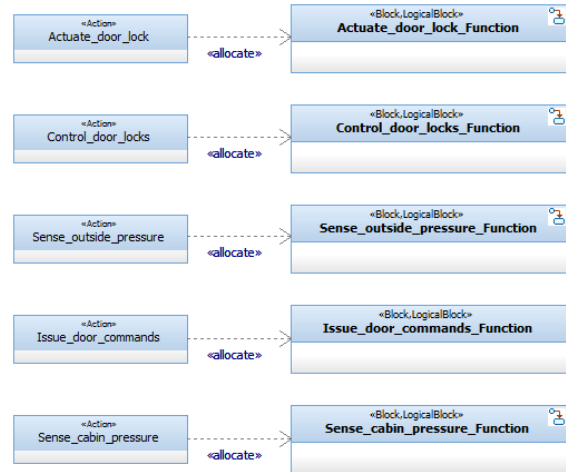 «Action»
Actuate_door_lock
«allocate»
«Block,LogicalBlock»
Actuate_door_lock_Function
«Action»
Control_door_locks
«allocate»
«Block,LogicalBlock»
Control_door_locks_Function
«Action»
Sense_outside_pressure
«allocate»
«Block,LogicalBlock»
Sense_outside_pressure_Function
«Action»
Issue_door_commands
«allocate»
«Block,LogicalBlock»
Issue_door_commands_Function
«Action»
Sense_cabin_pressure
«allocate»
«Block,LogicalBlock»
Sense_cabin_pressure_Function